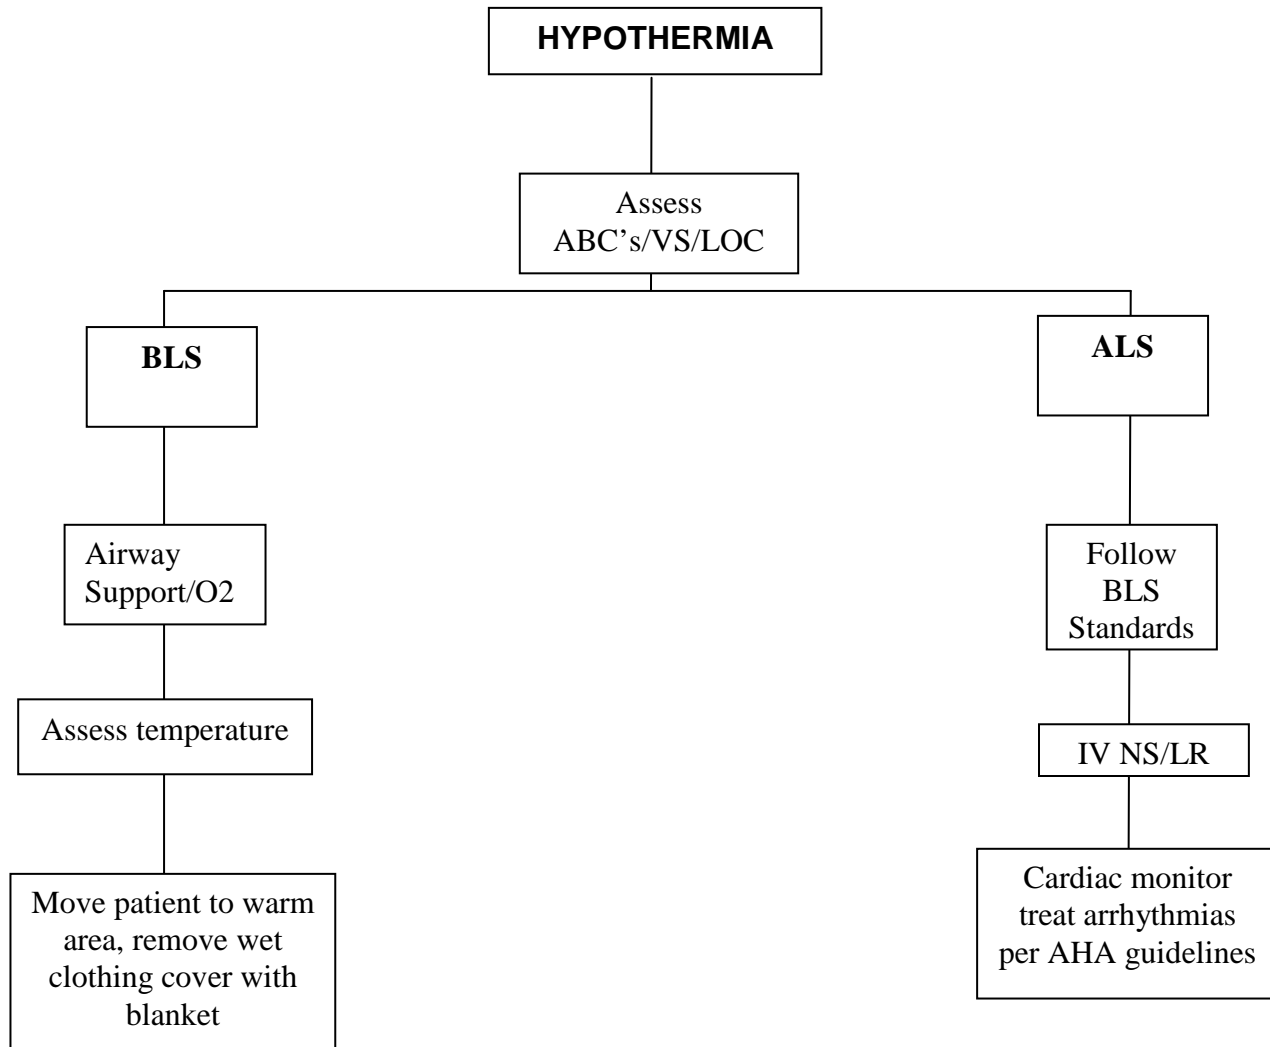 HYPOTHERMIA
Assess
ABC’s/VS/LOC
BLS
Airway
Support/O2
Assess temperature
Move patient to warm
area, remove wet
clothing cover with
blanket
ALS
Follow
BLS
Standards
IV NS/LR
Cardiac monitor
treat arrhythmias
per AHA guidelines